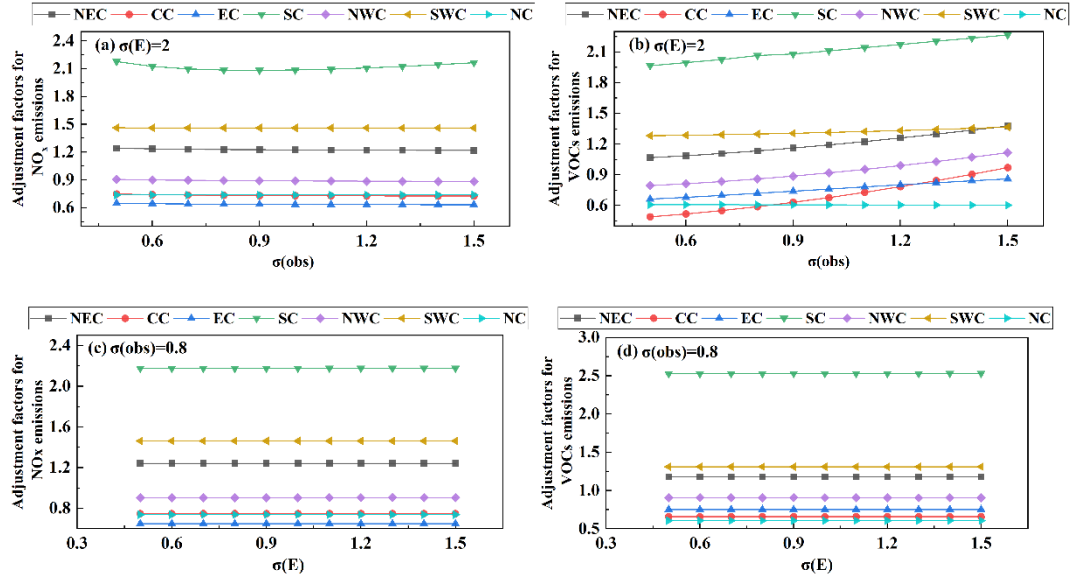 NEC CC EC SC NWC SWC NC
(a) σ(E)=2
Adjustment factors for
NOx emissions
2.4
2.1
1.8
1.5
1.2
0.9
0.6
0.6 0.9 1.2 1.5
σ(obs)
NEC CC EC SC NWC SWC NC
(b) σ(E)=2
Adjustment factors for
VOCs emissions
2.1
1.8
1.5
1.2
0.9
0.6
0.6 0.9 1.2 1.5
σ(obs)
NEC CC EC SC NWC SWC NC
(c) σ(obs)=0.8
Adjustment factors for
NOx emissions
2.4
2.0
1.6
1.2
0.8
0.3 0.6 0.9 1.2 1.5
σ(E)
NEC CC EC SC NWC SWC NC
(d) σ(obs)=0.8
Adjustment factors for
VOCs emissions
3.0
2.5
2.0
1.5
1.0
0.5
0.3 0.6 0.9 1.2 1.5
σ(E)